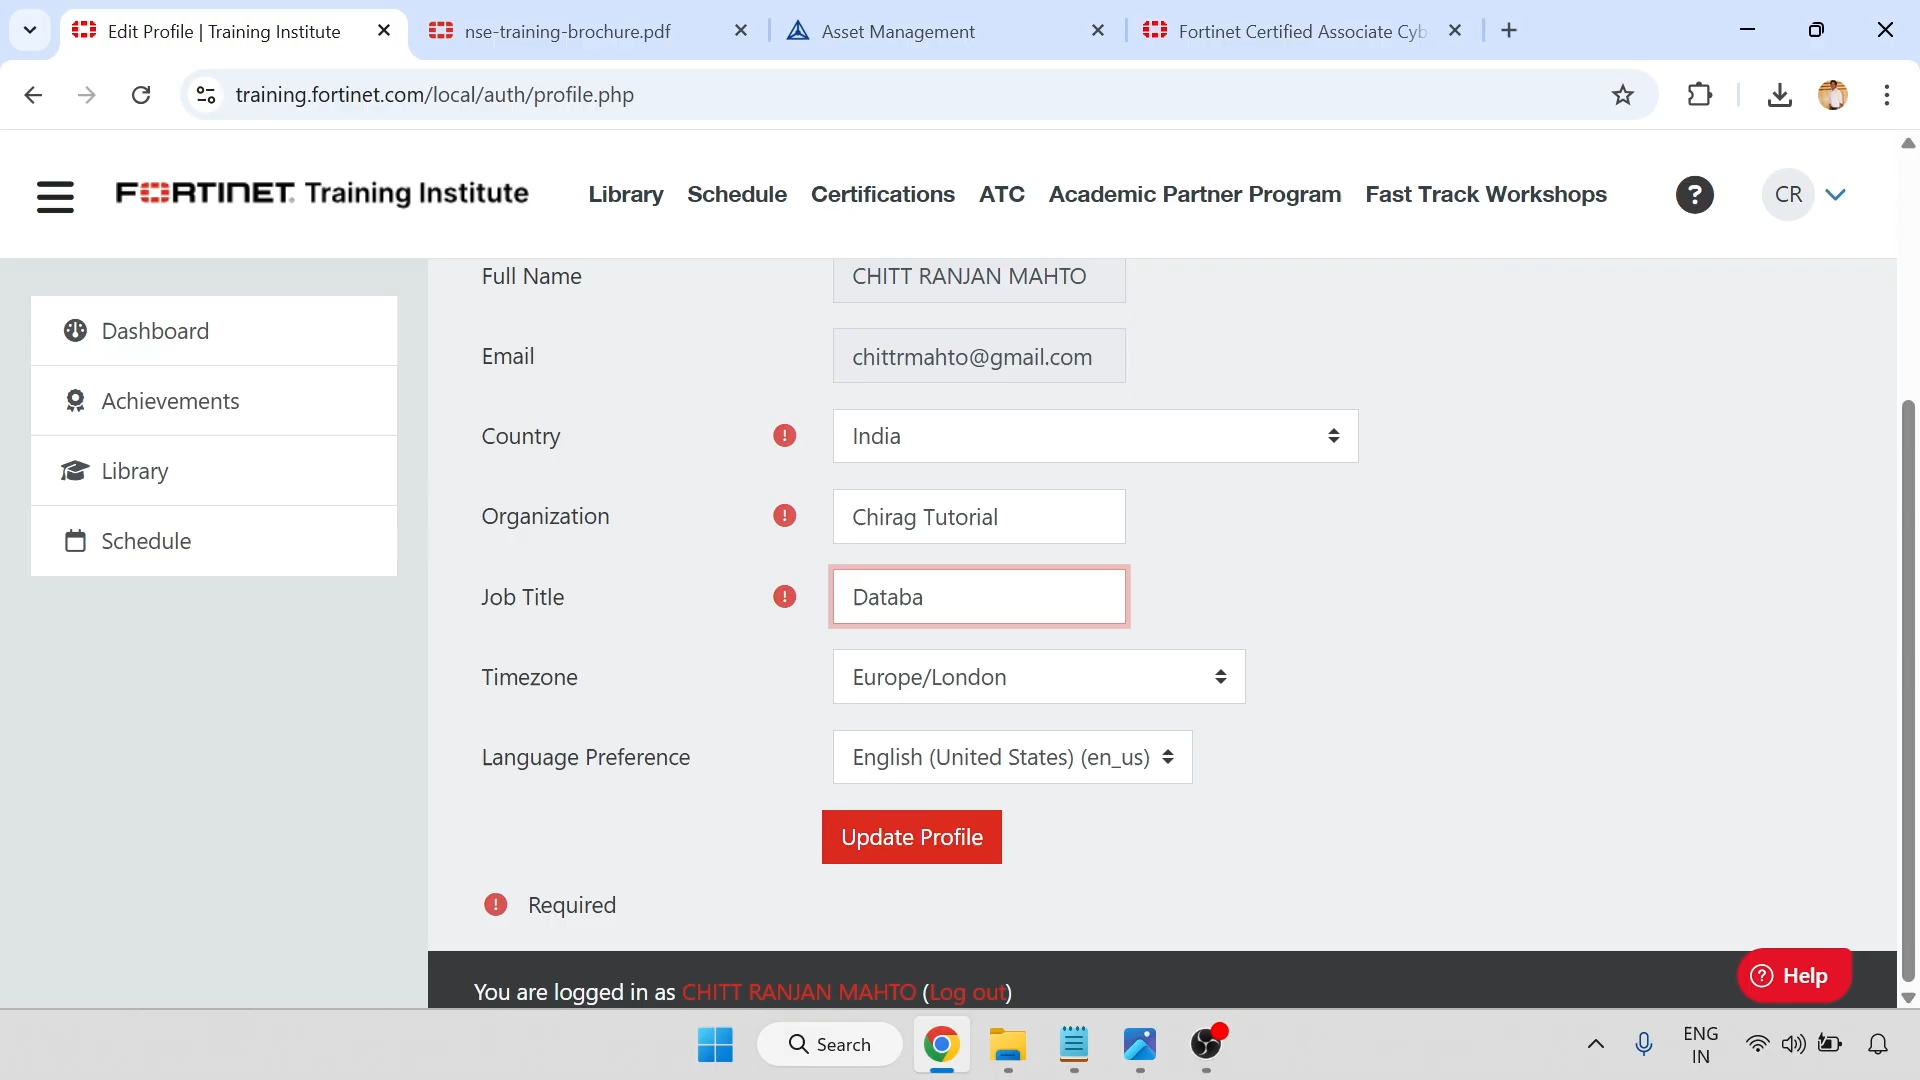 Edit Profile | Training Institute
nse-training-brochure.pdf
Asset Management
Fortinet Certified Associate Cyb
training.fortinet.com/local/auth/profile.php
FORTINET Training Institute
Library
Schedule
Certifications
ATC
Academic Partner Program
Fast Track Workshops
?
CR
Dashboard
Achievements
Library
Schedule
Full Name
CHITT RANJAN MAHTO
Email
chittrmahto@gmail.com
Country
India
Organization
Chirag Tutorial
Job Title
Databa
Timezone
Europe/London
Language Preference
English (United States) (en_us)
Update Profile
Required
You are logged in as CHITT RANJAN MAHTO (Log out)
Help
Search
ENG
IN